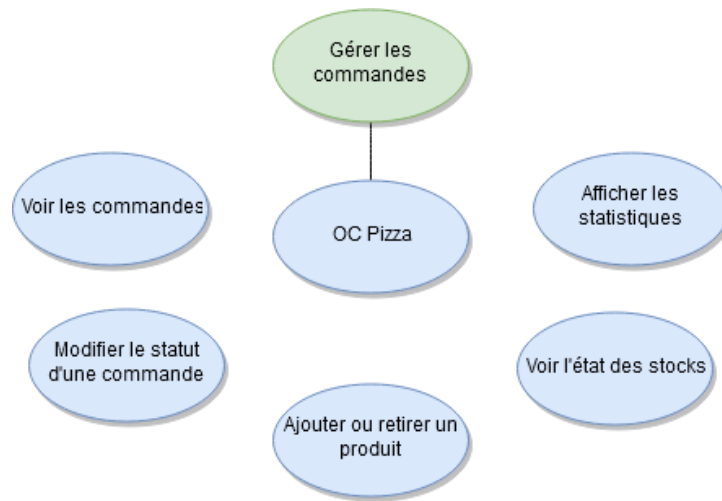 Gérer les
commandes
Voir les commandes
OC Pizza
Afficher les
statistiques
Modifier le statut
d'une commande
Voir l'état des stocks
Ajouter ou retirer un
produit